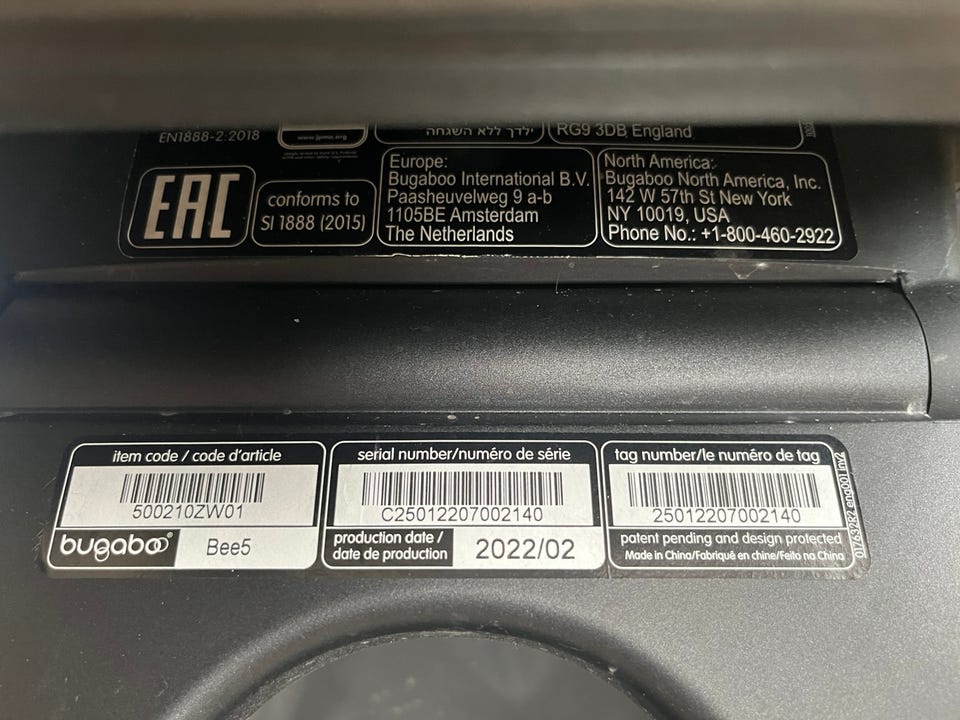 EN1888-2:2018
www.jpma.org
ילדך ללא השגחה
RG9 3DB, England
EAC
conforms to
SI 1888 (2015)
Europe:
Bugaboo International B.V.
Paasheuvelweg 9 a-b
1105BE Amsterdam
The Netherlands
North America:
Bugaboo North America, Inc.
142 W 57th St New York
NY 10019, USA
Phone No.: +1-800-460-2922
item code / code d'article
500210ZW01
bugaboo
Bee5
serial number/numéro de série
C25012207002140
production date /
date de production
2022/02
tag number/le numéro de tag
25012207002140
patent pending and design protected
Made in China/Fabriqué en chine/Feito na China